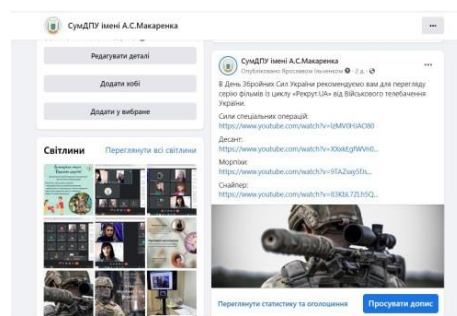 СумДПУ імені А.С.Макаренка
Редагувати деталі
Додати хобі
Додати у вибране
Світлини
Переглянути всі світлини
СумДПУ імені А.С.Макаренка
Опубліковано Ярославом Ільченком · 2 д. ·
В День Збройних Сил України рекомендуємо вам для перегляду
серію фільмів із циклу «Рекрут.UA» від Військового телебачення
України.
Сили спеціальних операцій:
https://www.youtube.com/watch?v=
Десант:
https://www.youtube.com/watch?v=
Морпіхи:
https://www.youtube.com/watch?v=
Снайпер:
https://www.youtube.com/watch?v=
Переглянути статистику та оголошення
Просувати допис